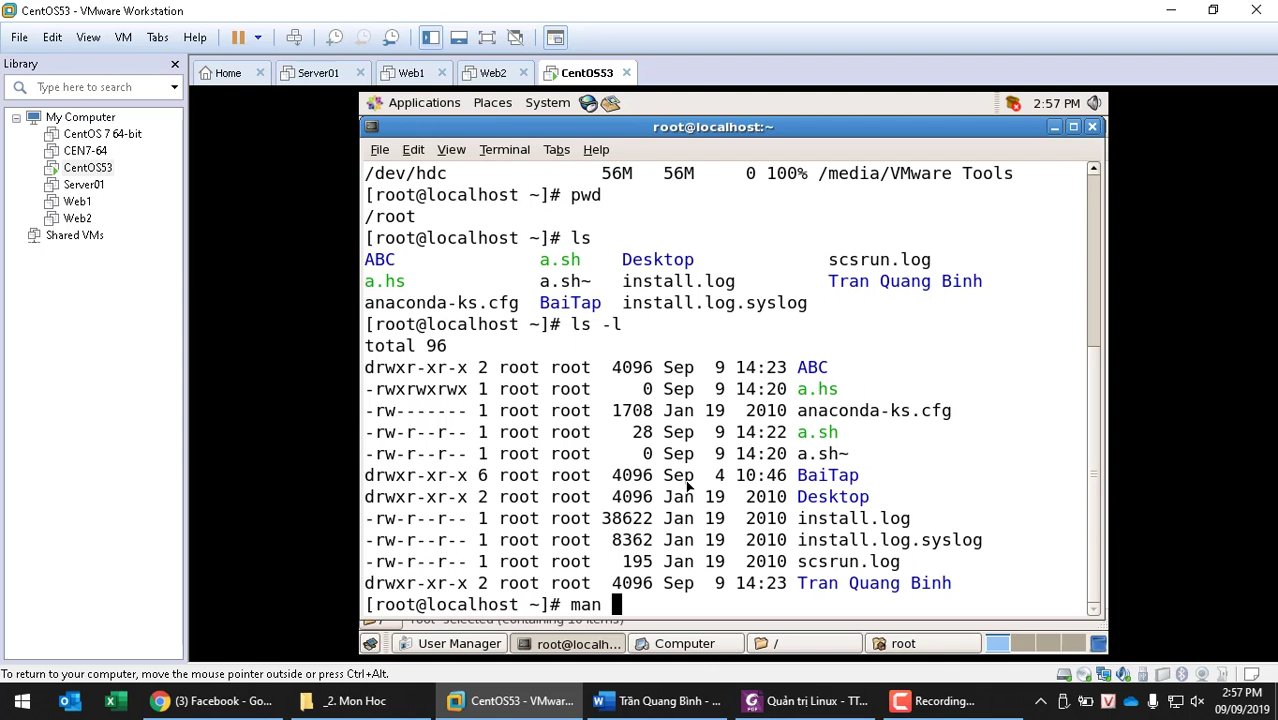 CentOS53 - VMware Workstation
File Edit View VM Tabs Help
Library
Type here to search
My Computer
CentOS 7 64-bit
CEN7-64
CentOS53
Server01
Web1
Web2
Shared VMs
Home Server01 Web1 Web2 CentOS53
Applications Places System 2:57 PM
root@localhost:~
File Edit View Terminal Tabs Help
/dev/hdc 56M 56M 0 100% /media/VMware Tools
[root@localhost ~]# pwd
/root
[root@localhost ~]# ls
ABC a.sh Desktop scsrun.log
a.hs a.sh~ install.log Tran Quang Binh
anaconda-ks.cfg BaiTap install.log.syslog
[root@localhost ~]# ls -l
total 96
drwxr-xr-x 2 root root 4096 Sep 9 14:23 ABC
-rwxrwxrwx 1 root root 0 Sep 9 14:20 a.hs
-rw------- 1 root root 1708 Jan 19 2010 anaconda-ks.cfg
-rw-r--r-- 1 root root 28 Sep 9 14:22 a.sh
-rw-r--r-- 1 root root 0 Sep 9 14:20 a.sh~
drwxr-xr-x 6 root root 4096 Sep 4 10:46 BaiTap
drwxr-xr-x 2 root root 4096 Jan 19 2010 Desktop
-rw-r--r-- 1 root root 38622 Jan 19 2010 install.log
-rw-r--r-- 1 root root 8362 Jan 19 2010 install.log.syslog
-rw-r--r-- 1 root root 195 Jan 19 2010 scsrun.log
drwxr-xr-x 2 root root 4096 Sep 9 14:23 Tran Quang Binh
[root@localhost ~]# man
User Manager root@localh... Computer / root
To return to your computer, move the mouse pointer outside or press Ctrl+Alt.
(3) Facebook - Go... _2. Mon Hoc CentOS53 - VMwar... Trần Quang Bình - ... Quản trị Linux - TT... Recording...
2:57 PM
09/09/2019